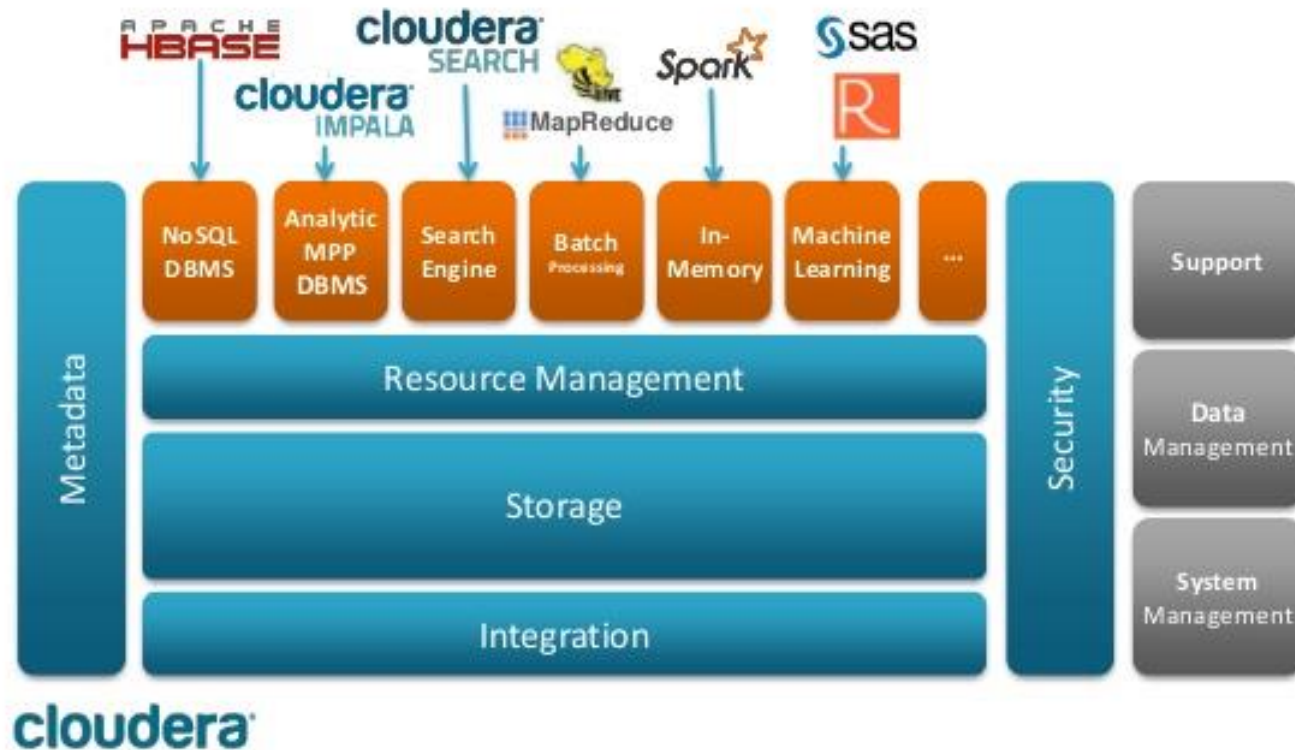 APACHE
HBASE
cloudera
IMPALA
cloudera
SEARCH
HIVE
MapReduce
Spark
sas
R
Metadata
NoSQL
DBMS
Analytic
MPP
DBMS
Search
Engine
Batch
Processing
In-
Memory
Machine
Learning
...
Resource Management
Storage
Integration
Security
Support
Data
Management
System
Management
cloudera